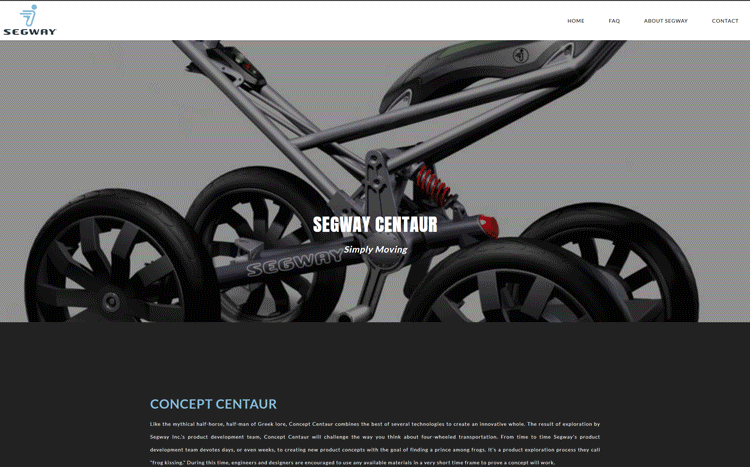 SEGWAY
HOME FAQ ABOUT SEGWAY CONTACT
SEGWAY CENTAUR
Simply Moving
SEGWAY
CONCEPT CENTAUR
Like the mythical half-horse, half-man of Greek lore, Concept Centaur combines the best of several technologies to create an innovative whole. The result of exploration by
Segway Inc.'s product development team, Concept Centaur will challenge the way you think about four-wheeled transportation. From time to time Segway's product
development team devotes days, or even weeks, to creating new product concepts with the goal of finding a prince among frogs. It's a product exploration process they call
"frog kissing." During this time, engineers and designers are encouraged to use any available materials in a very short time frame to prove a concept will work.